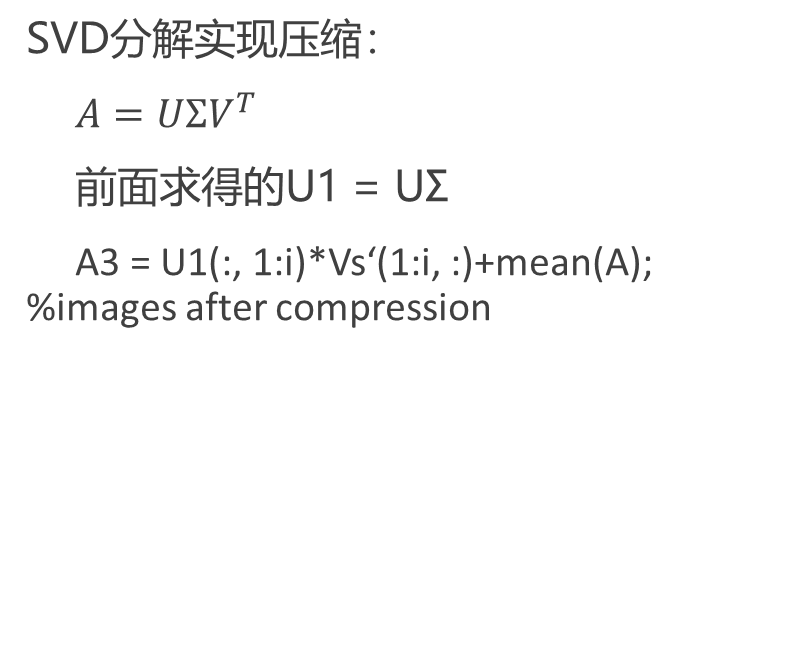 SVD分解实现压缩：
A = UΣV^T
前面求得的U1 = UΣ
A3 = U1(:, 1:i)*Vs‘(1:i, :)+mean(A);
%images after compression